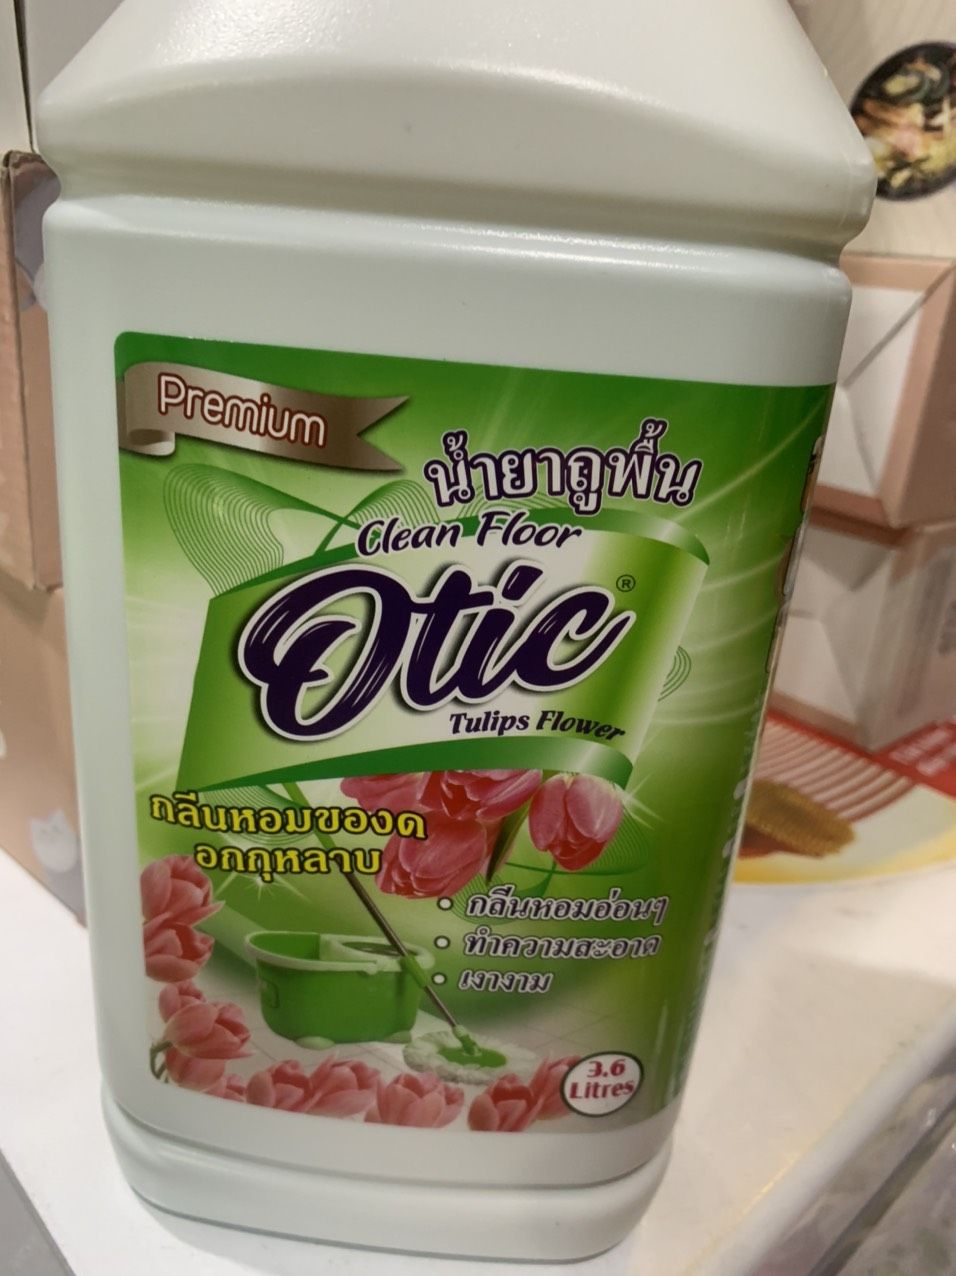 Premium
น้ำยาถูพื้น
Clean Floor
Otic®
Tulips Flower
กลีนหอมของด
อกกุหลาบ
กลีนหอมอ่อนๆ
ทำความสะอาด
เงางาม
3.6
Litres